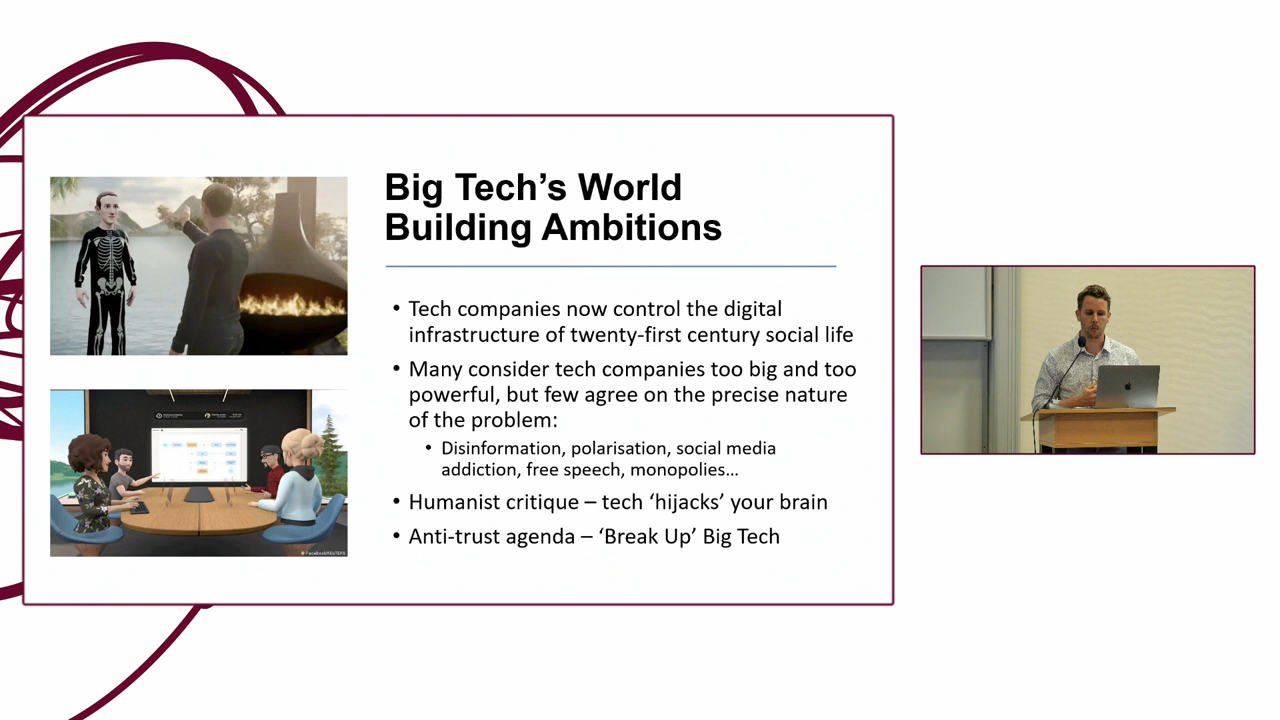 Big Tech’s World
Building Ambitions
• Tech companies now control the digital
infrastructure of twenty-first century social life
• Many consider tech companies too big and too
powerful, but few agree on the precise nature
of the problem:
• Disinformation, polarisation, social media
addiction, free speech, monopolies…
• Humanist critique – tech ‘hijacks’ your brain
• Anti-trust agenda – ‘Break Up’ Big Tech